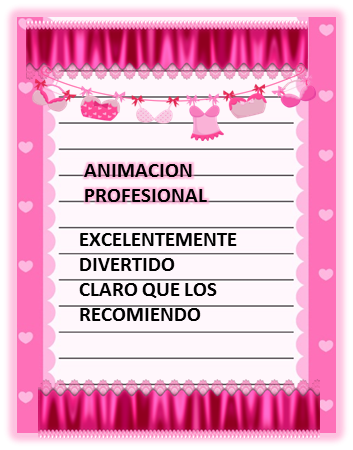 ANIMACION
PROFESIONAL
EXCELENTEMENTE
DIVERTIDO
CLARO QUE LOS
RECOMIENDO